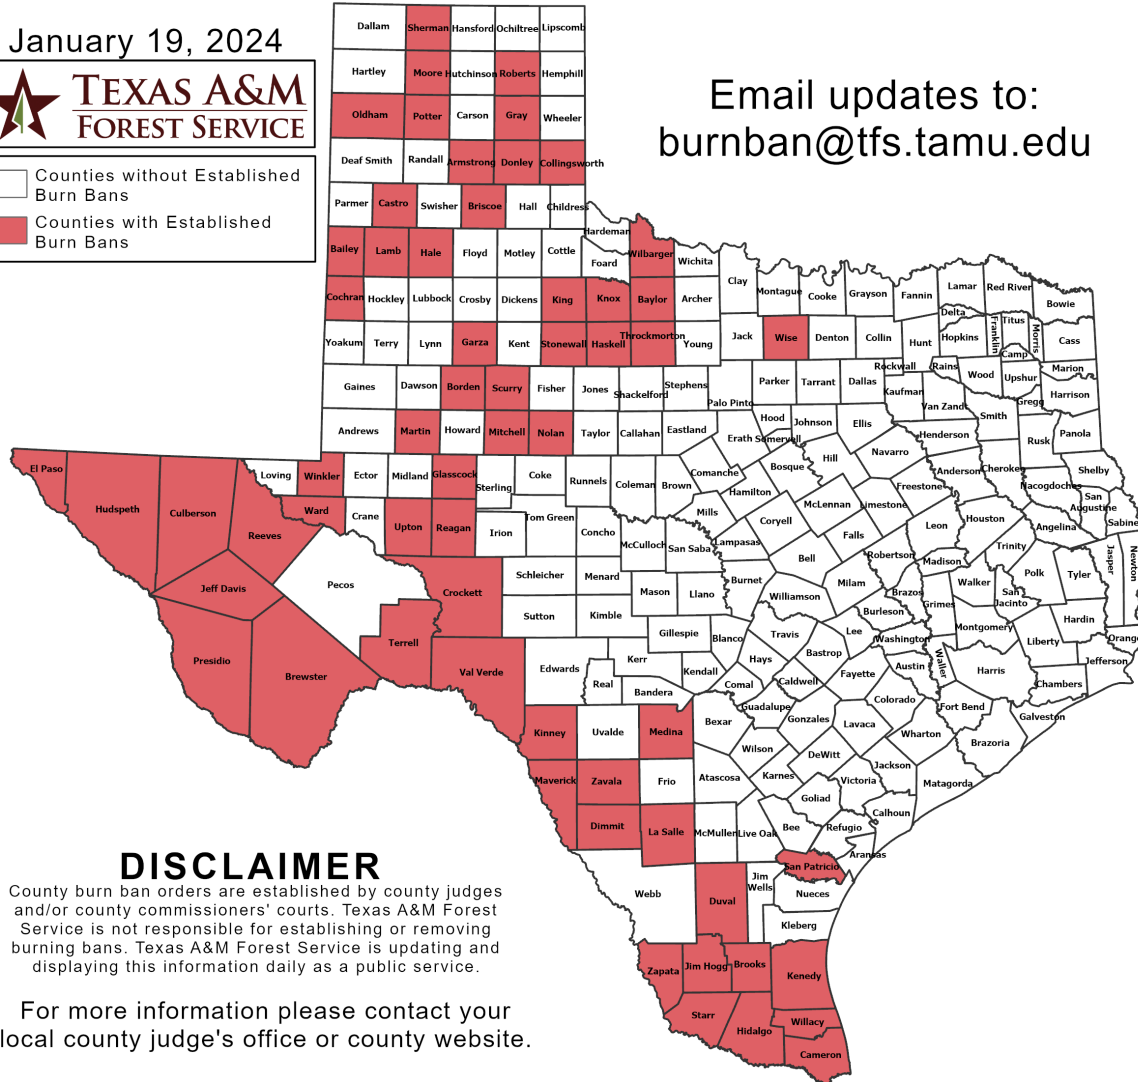 January 19, 2024
TEXAS A&M
FOREST SERVICE
Counties without Established
Burn Bans
Counties with Established
Burn Bans
Email updates to:
burnban@tfs.tamu.edu
Dallam Sherman Hansford Ochiltree Lipscomb
Hartley Moore Hutchinson Roberts Hemphill
Oldham Potter Carson Gray Wheeler
Deaf Smith Randall Armstrong Donley Collingsworth
Parmer Castro Swisher Briscoe Hall Childress
Hardeman
Bailey Lamb Hale Floyd Motley Cottle Foard Wilbarger Wichita
Clay Montague Cooke Grayson Fannin Lamar Red River Bowie
Cochran Hockley Lubbock Crosby Dickens King Knox Baylor Archer
Delta Franklin Titus Morris
Yoakum Terry Lynn Garza Kent Stonewall Haskell Throckmorton Young Jack Wise Denton Collin Hunt Hopkins Cass
Camp
Rockwall Rains Wood Upshur Marion
Gaines Dawson Borden Scurry Fisher Jones Shackelford Stephens Palo Pinto Parker Tarrant Dallas Kaufman Van Zandt Smith Gregg Harrison
Andrews Martin Howard Mitchell Nolan Taylor Callahan Eastland Erath Hood Somervell Johnson Ellis Henderson Rusk Panola
El Paso Hudspeth Culberson Reeves Loving Winkler Ector Midland Glasscock Sterling Coke Runnels Coleman Brown Comanche Bosque Hill Navarro Anderson Cherokee Nacogdoches Shelby
Ward Crane Upton Reagan Irion Tom Green Concho McCulloch San Saba Mills Hamilton Coryell McLennan Limestone Freestone Leon Houston Angelina San
Augustine Sabine
Lampasas Bell Falls Robertson Madison Trinity Polk Tyler Jasper Newton
Jeff Davis Pecos Crockett Schleicher Menard Mason Llano Burnet Williamson Milam Brazos Grimes Walker San
Jacinto Hardin
Presidio Brewster Terrell Val Verde Sutton Kimble Gillespie Blanco Travis Lee Burleson Washington Montgomery Liberty Orange
Edwards Real Kerr Kendall Bandera Comal Hays Caldwell Bastrop Fayette Austin Waller Harris Chambers Jefferson
Kinney Uvalde Medina Bexar Guadalupe Gonzales Lavaca Colorado Fort Bend Galveston
Wilson DeWitt Wharton Brazoria
Maverick Zavala Frio Atascosa Karnes Victoria Jackson Matagorda
Goliad Calhoun
Dimmit La Salle McMullen Live Oak Bee Refugio
Aransas
Webb Duval Jim
Wells San Patricio
Nueces
Kleberg
Zapata Jim Hogg Brooks Kenedy
Starr Hidalgo Willacy
Cameron
DISCLAIMER
County burn ban orders are established by county judges
and/or county commissioners' courts. Texas A&M Forest
Service is not responsible for establishing or removing
burning bans. Texas A&M Forest Service is updating and
displaying this information daily as a public service.
For more information please contact your
local county judge's office or county website.